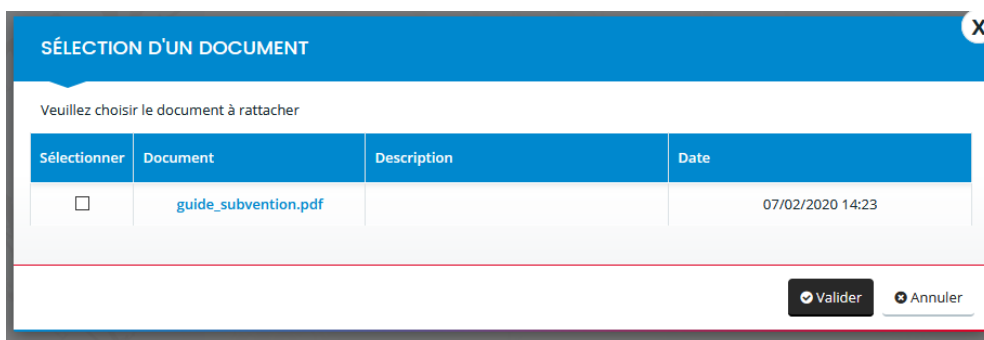 X
SÉLECTION D'UN DOCUMENT
Veuillez choisir le document à rattacher
Sélectionner Document Description Date
guide_subvention.pdf 07/02/2020 14:23
Valider Annuler